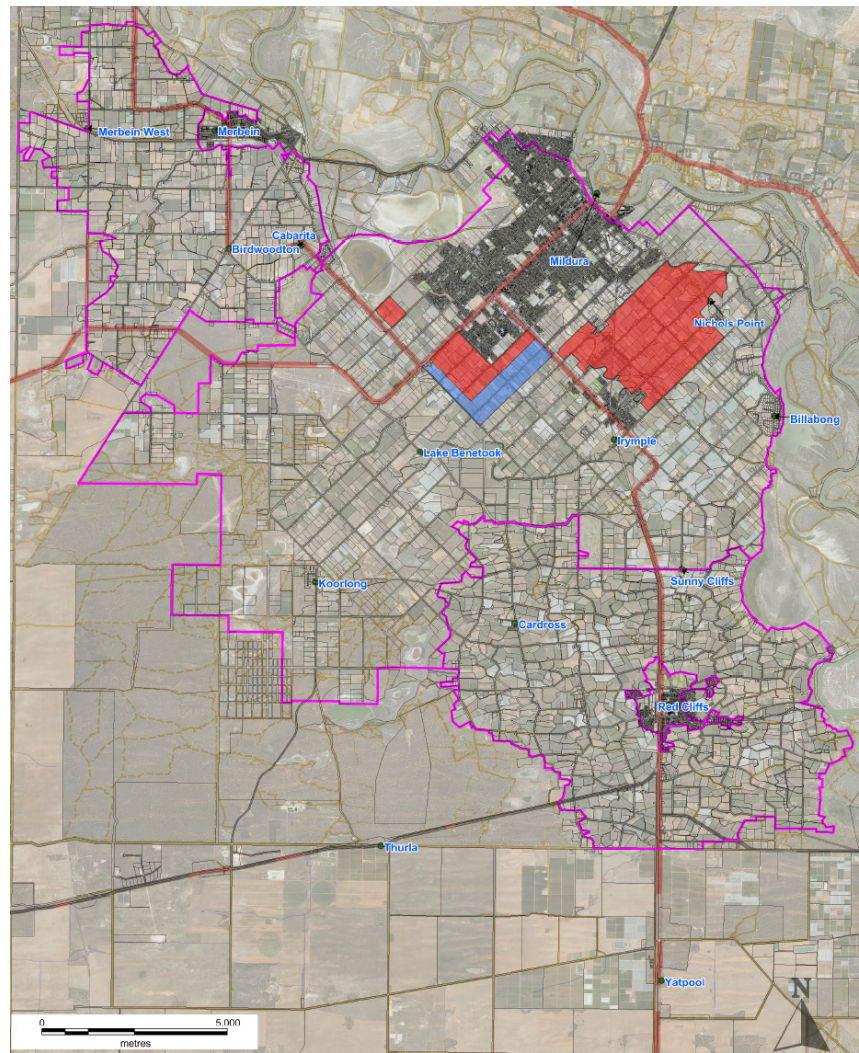 Merbein West
Merbein
Cabarita
Birdwoodton
Mildura
Nichols Point
Billabong
Irymple
Lake Benetook
Sunny Cliffs
Koorlong
Cardross
Red Cliffs
Thurla
Yatpool
N
0
5,000
metres